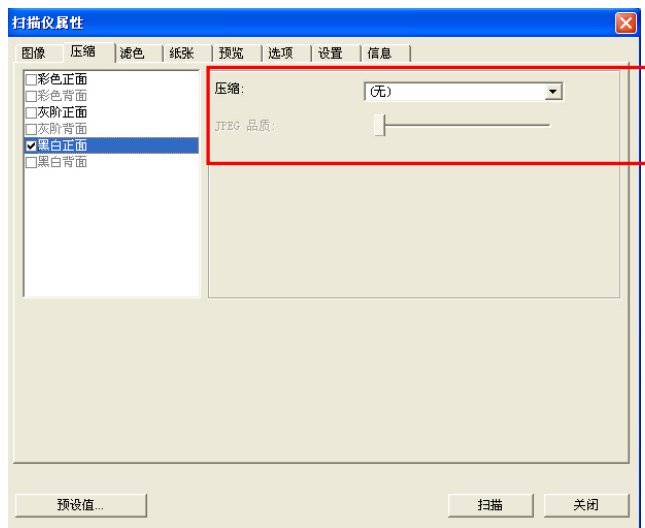 扫描仪属性
图像 压缩 滤色 紙张 预览 选项 设置 信息
彩色正面
彩色背面
灰阶正面
灰阶背面
黑白正面
黑白背面
压缩: (无)
JPEG 品质:
预设值... 扫描 关闭